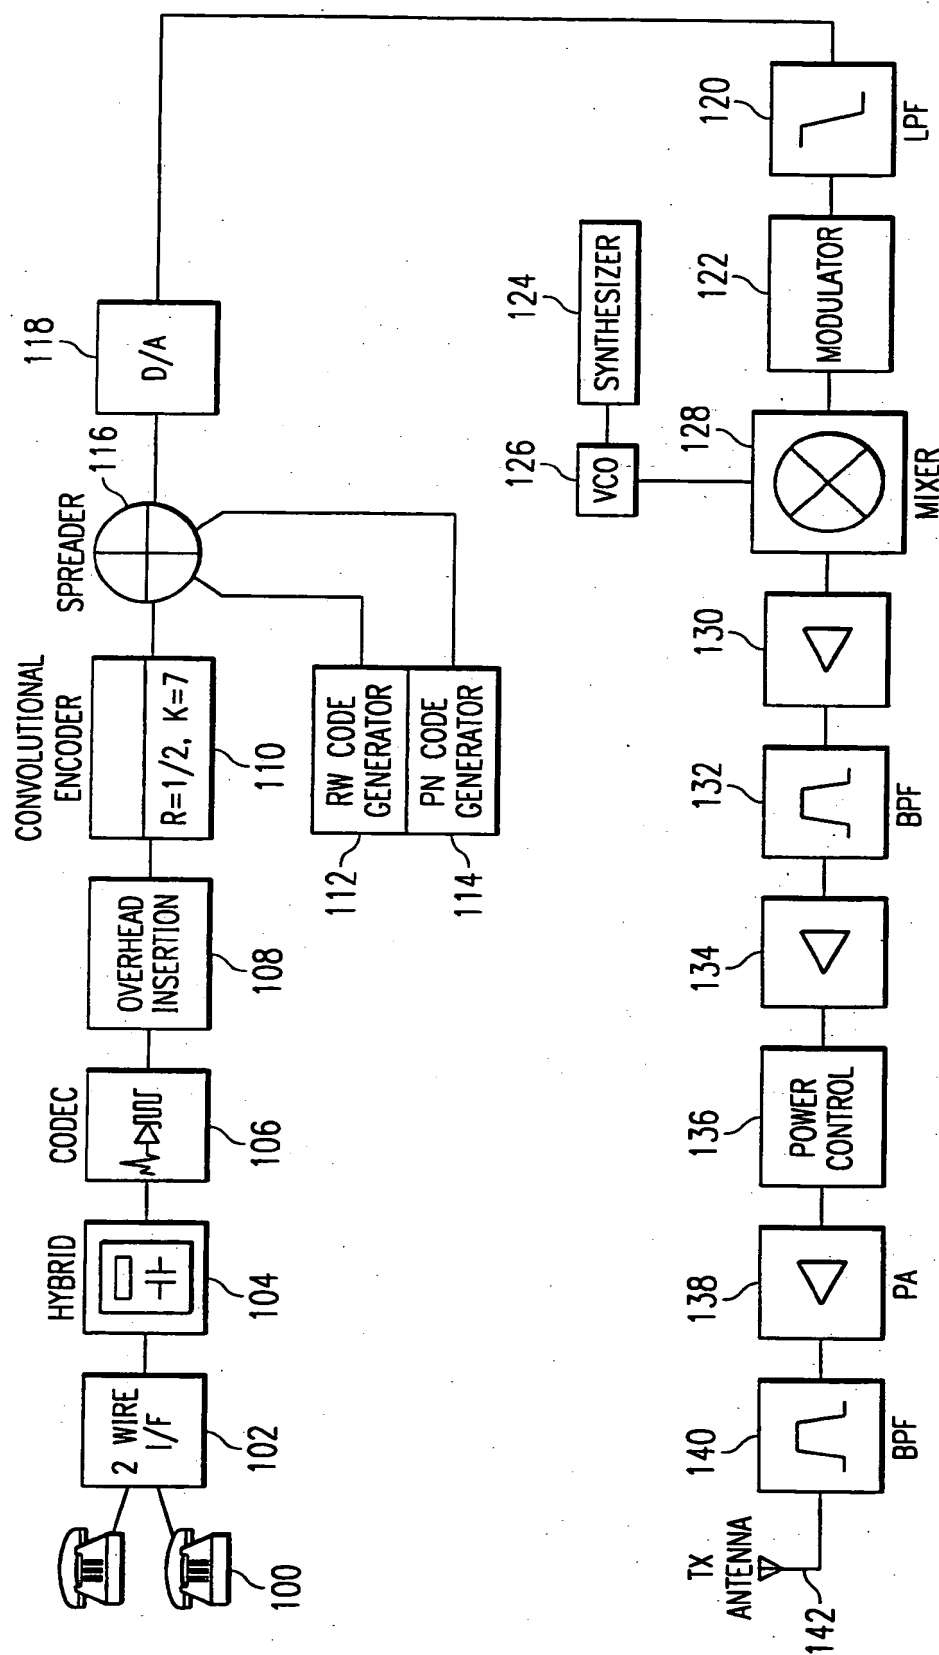 100
2 WIRE
I/F
102
HYBRID
104
CODEC
106
OVERHEAD
INSERTION
108
CONVOLUTIONAL
ENCODER
R=1/2, K=7
110
RW CODE
GENERATOR
112
PN CODE
GENERATOR
114
SPREADER
116
D/A
118
124
SYNTHESIZER
126
VCO
TX
ANTENNA
142
140
BPF
138
PA
136
POWER
CONTROL
134
132
BPF
130
128
MIXER
122
MODULATOR
120
LPF